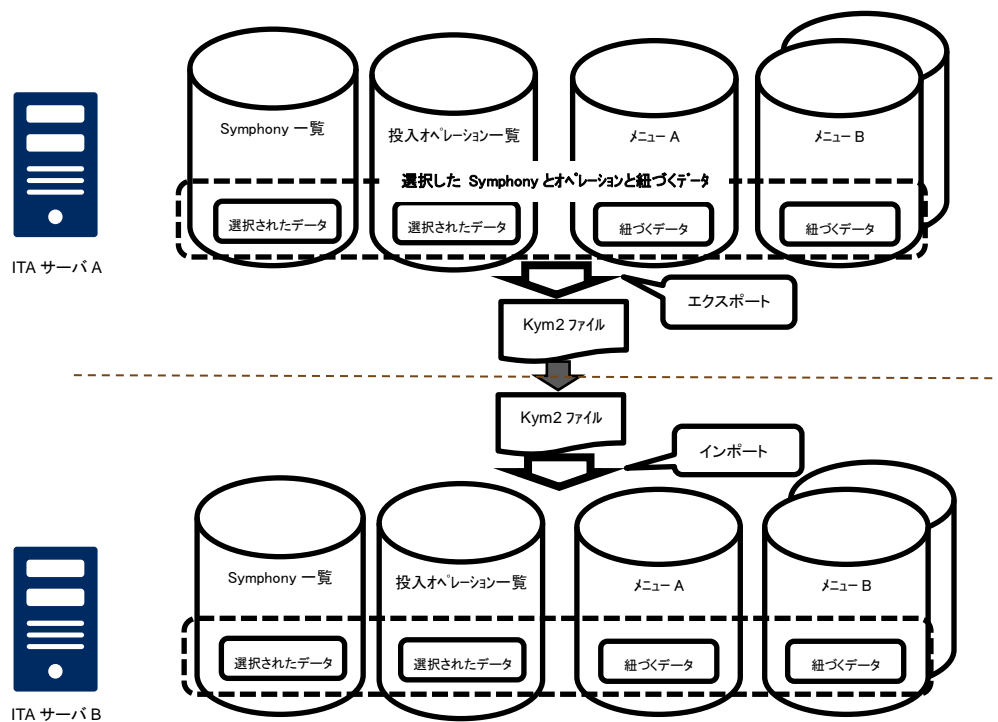 Symphony 一覧
投入オペレーション一覧
メニュー A
メニュー B
選択した Symphony とオペレーションと紐づくデータ
選択されたデータ
選択されたデータ
紐づくデータ
紐づくデータ
ITA サーバ A
エクスポート
Kym2 ファイル
Kym2 ファイル
インポート
Symphony 一覧
投入オペレーション一覧
メニュー A
メニュー B
選択されたデータ
選択されたデータ
紐づくデータ
紐づくデータ
ITA サーバ B